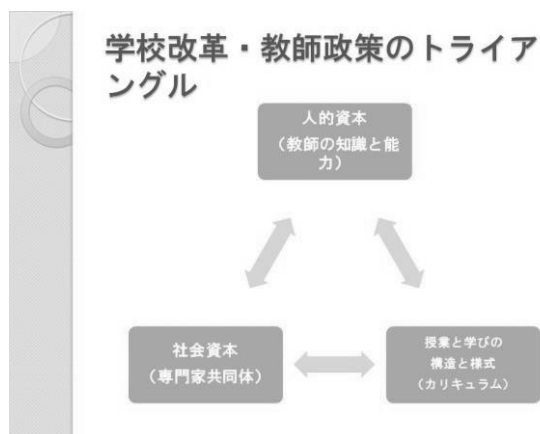 学校改革・教師政策のトライア
ングル
人的資本
（教師の知識と能
力）
社会資本
（専門家共同体）
授業と学びの
構造と様式
（カリキュラム）